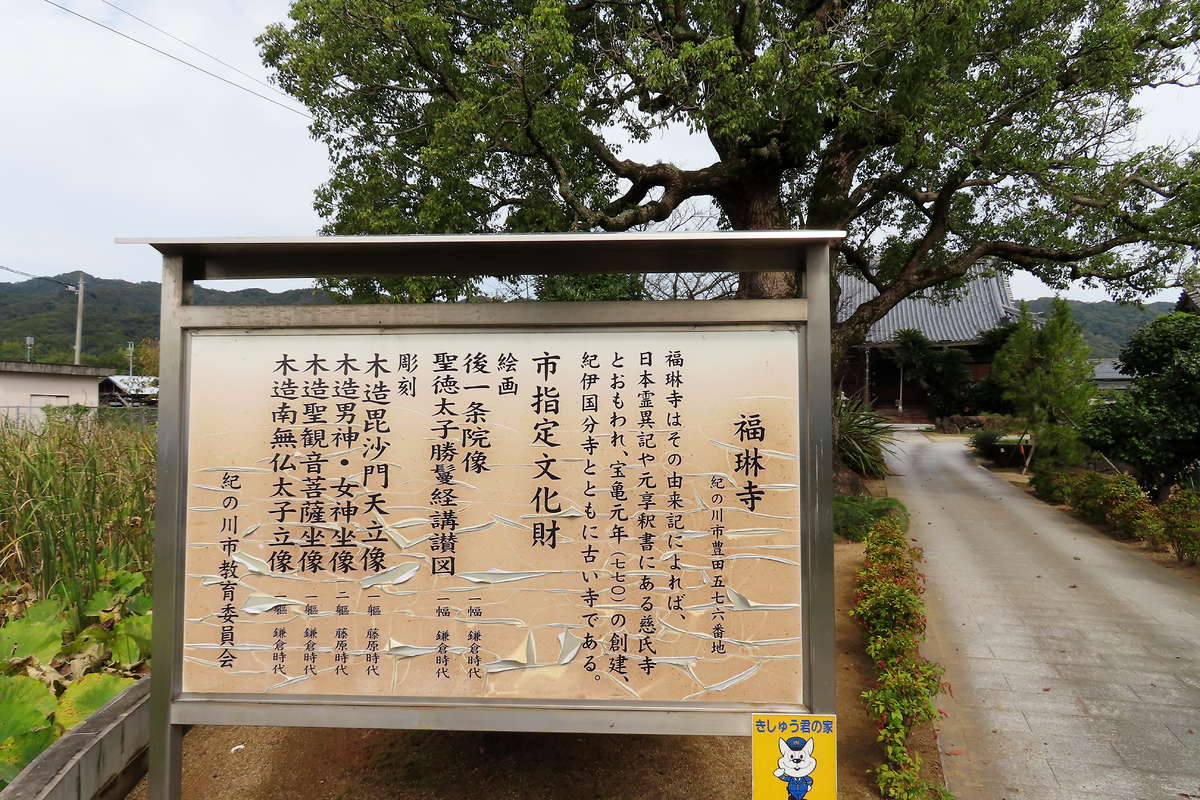 福琳寺
紀の川市豊田五七六番地
福琳寺はその由来記によれば、
日本霊異記や元享釈書にある慈氏寺
とおもわれ、宝亀元年（七七〇）の創建、
紀伊国分寺とともに古い寺である。
市指定文化財
絵画
後一条院像 一幅 鎌倉時代
聖徳太子勝鬘経講讃図 一幅 鎌倉時代
彫刻
木造毘沙門天立像 一軀 藤原時代
木造男神・女神坐像 二軀 藤原時代
木造聖観音菩薩坐像 一軀 鎌倉時代
木造南無仏太子立像 一軀 鎌倉時代
紀の川市教育委員会
きしゅう君の家